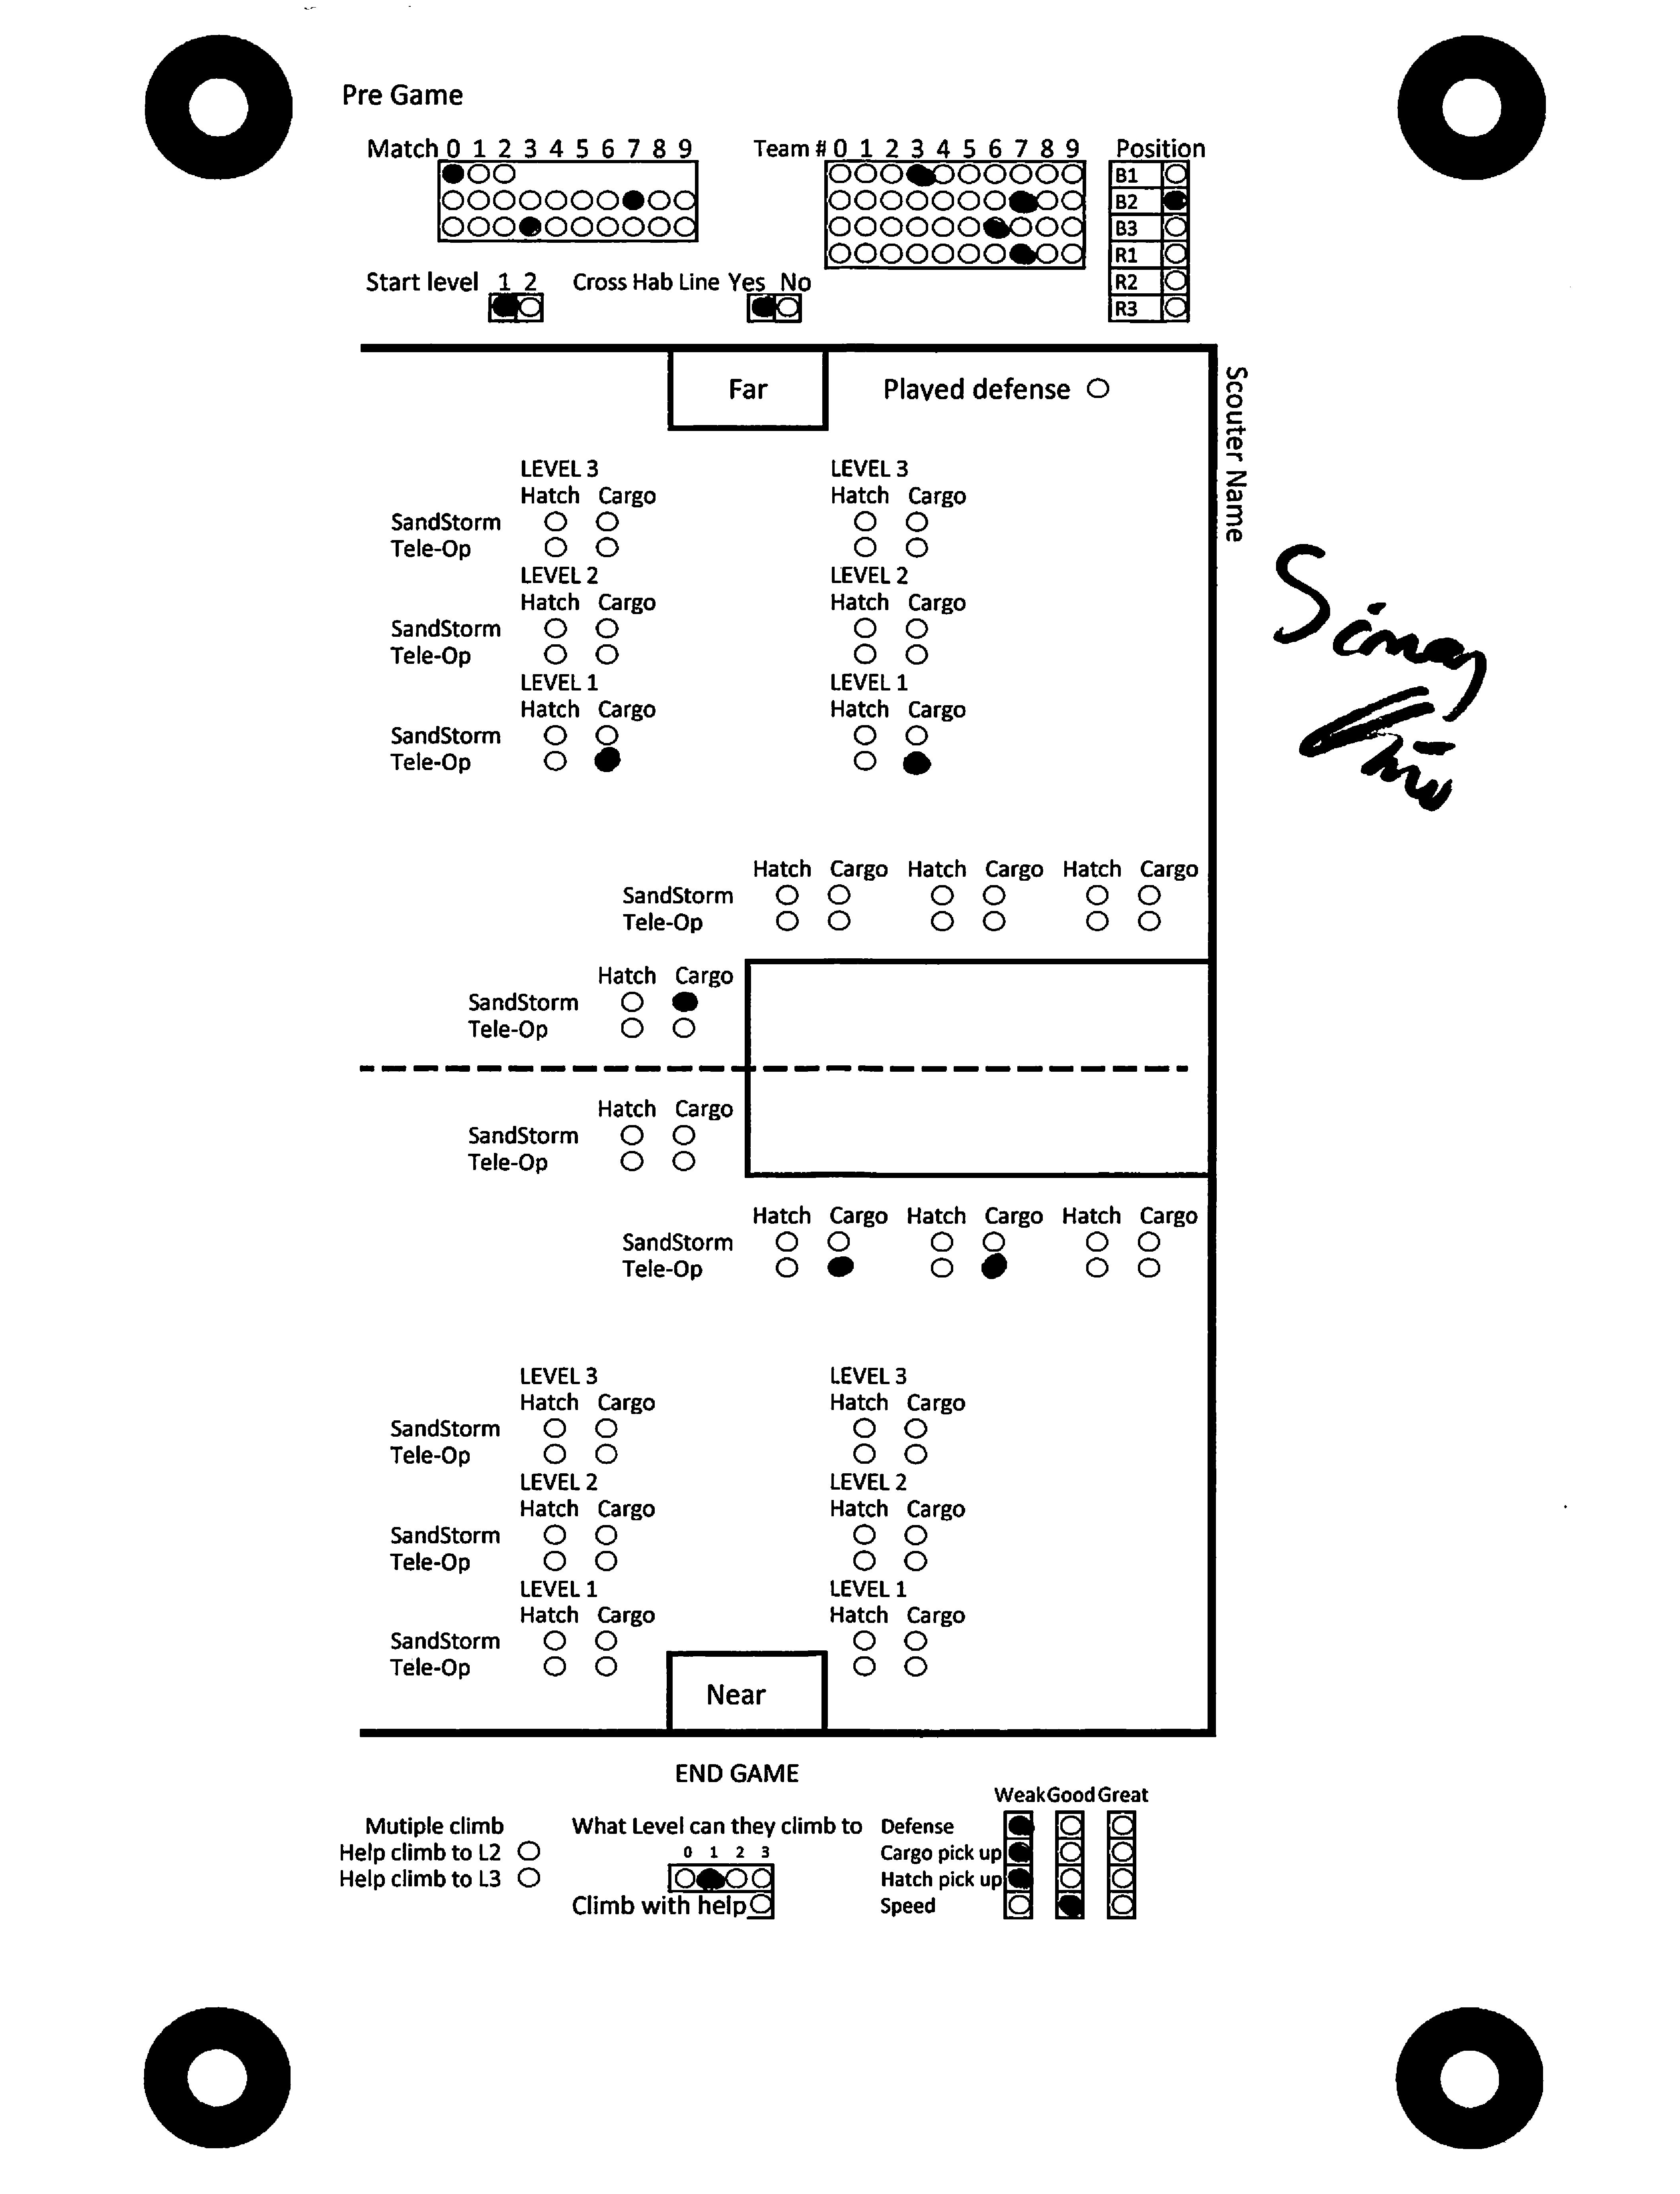 Pre Game
Match 0 1 2 3 4 5 6 7 8 9
Team # 0 1 2 3 4 5 6 7 8 9
Position
B1
B2
B3
R1
R2
R3
Start level 1 2
Cross Hab Line Yes No
Far
Played defense
Scouter Name
LEVEL 3 LEVEL 3
Hatch Cargo Hatch Cargo
SandStorm
Tele-Op
LEVEL 2 LEVEL 2
Hatch Cargo Hatch Cargo
SandStorm
Tele-Op
LEVEL 1 LEVEL 1
Hatch Cargo Hatch Cargo
SandStorm
Tele-Op
Hatch Cargo Hatch Cargo Hatch Cargo
SandStorm
Tele-Op
Hatch Cargo
SandStorm
Tele-Op
Hatch Cargo
SandStorm
Tele-Op
Hatch Cargo Hatch Cargo Hatch Cargo
SandStorm
Tele-Op
LEVEL 3 LEVEL 3
Hatch Cargo Hatch Cargo
SandStorm
Tele-Op
LEVEL 2 LEVEL 2
Hatch Cargo Hatch Cargo
SandStorm
Tele-Op
LEVEL 1 LEVEL 1
Hatch Cargo Hatch Cargo
SandStorm
Tele-Op
Near
END GAME
Mutiple climb
Help climb to L2
Help climb to L3
What Level can they climb to
0 1 2 3
Climb with help
Weak Good Great
Defense
Cargo pick up
Hatch pick up
Speed